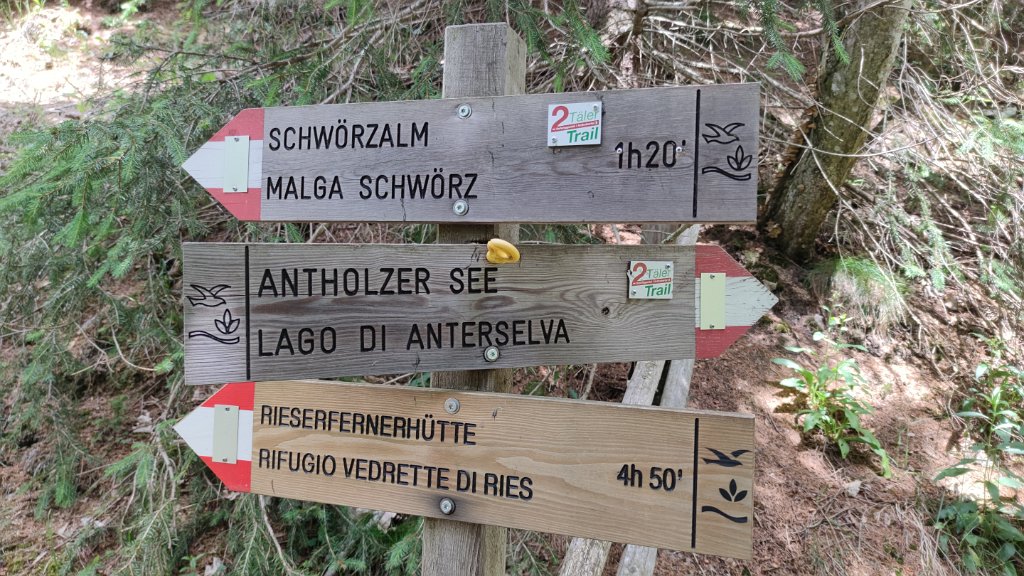 SCHWÖRZALM
MALGA SCHWÖRZ
2 Täler
Trail
1h20'
ANTHOLZER SEE
LAGO DI ANTERSELVA
2 Täler
Trail
RIESERFERNERHÜTTE
RIFUGIO VEDRETTE DI RIES
4h 50'